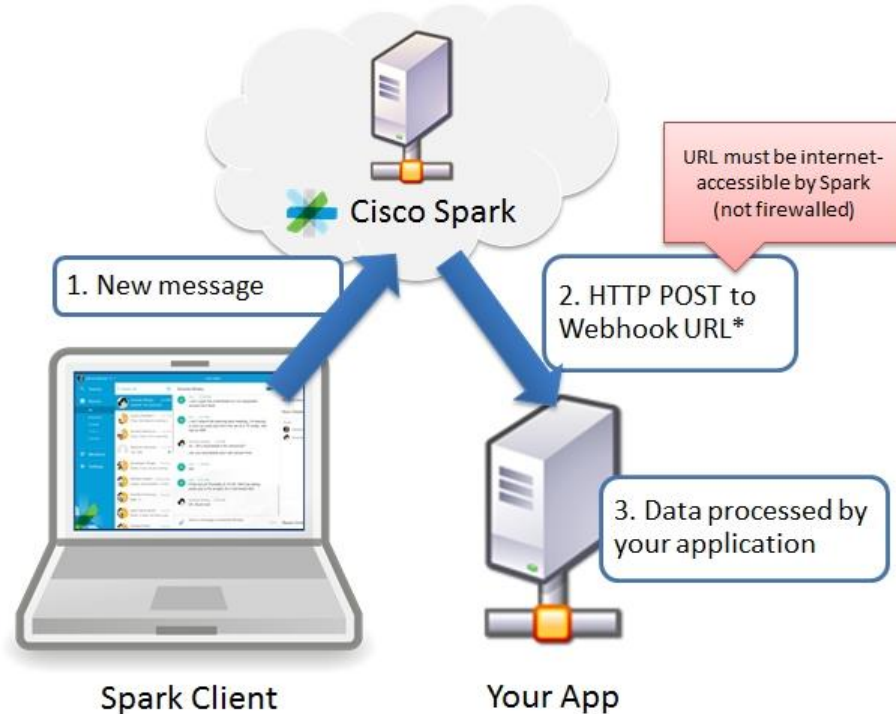 Cisco Spark
URL must be internet-
accessible by Spark
(not firewalled)
1. New message
2. HTTP POST to
Webhook URL*
3. Data processed by
your application
Spark Client
Your App